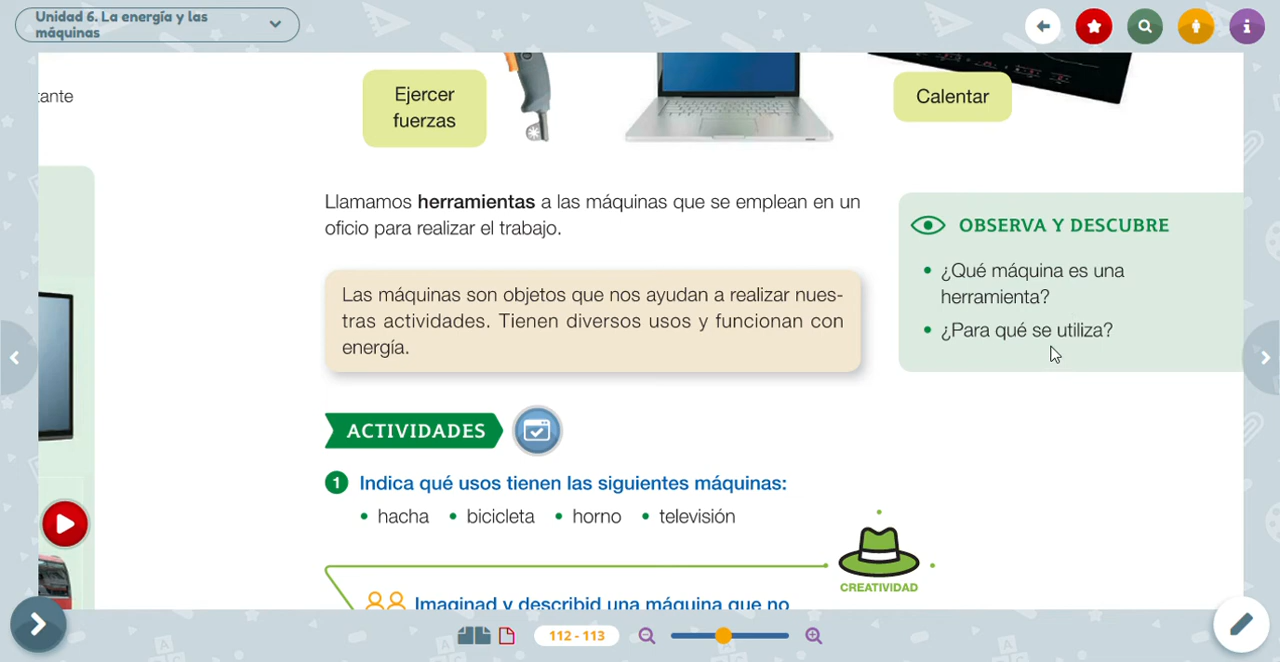 Unidad 6. La energía y las
máquinas
tante
Ejercer
fuerzas
Calentar
Llamamos herramientas a las máquinas que se emplean en un
oficio para realizar el trabajo.
Las máquinas son objetos que nos ayudan a realizar nues-
tras actividades. Tienen diversos usos y funcionan con
energía.
OBSERVA Y DESCUBRE
• ¿Qué máquina es una
herramienta?
• ¿Para qué se utiliza?
ACTIVIDADES
1 Indica qué usos tienen las siguientes máquinas:
• hacha • bicicleta • horno • televisión
CREATIVIDAD
Imaginad y describid una máquina que no
112 - 113